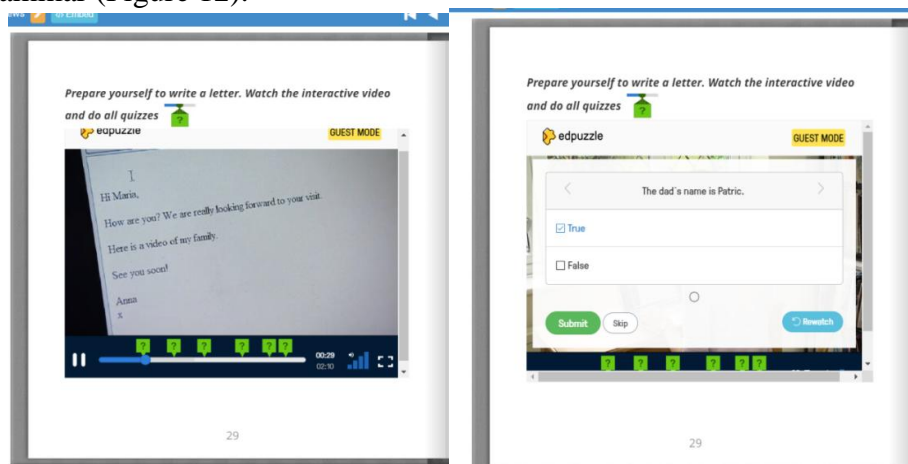 Prepare yourself to write a letter. Watch the interactive video
and do all quizzes
?
edpuzzle
GUEST MODE
Hi Maria,
How are you? We are really looking forward to your visit.
Here is a video of my family.
See you soon!
Anna
x
? ? ? ? ? ?
00:29
02:10
29
Prepare yourself to write a letter. Watch the interactive video
and do all quizzes
?
edpuzzle
GUEST MODE
The dad`s name is Patric.
True
False
Submit
Skip
Rewatch
? ? ? ? ? ?
29